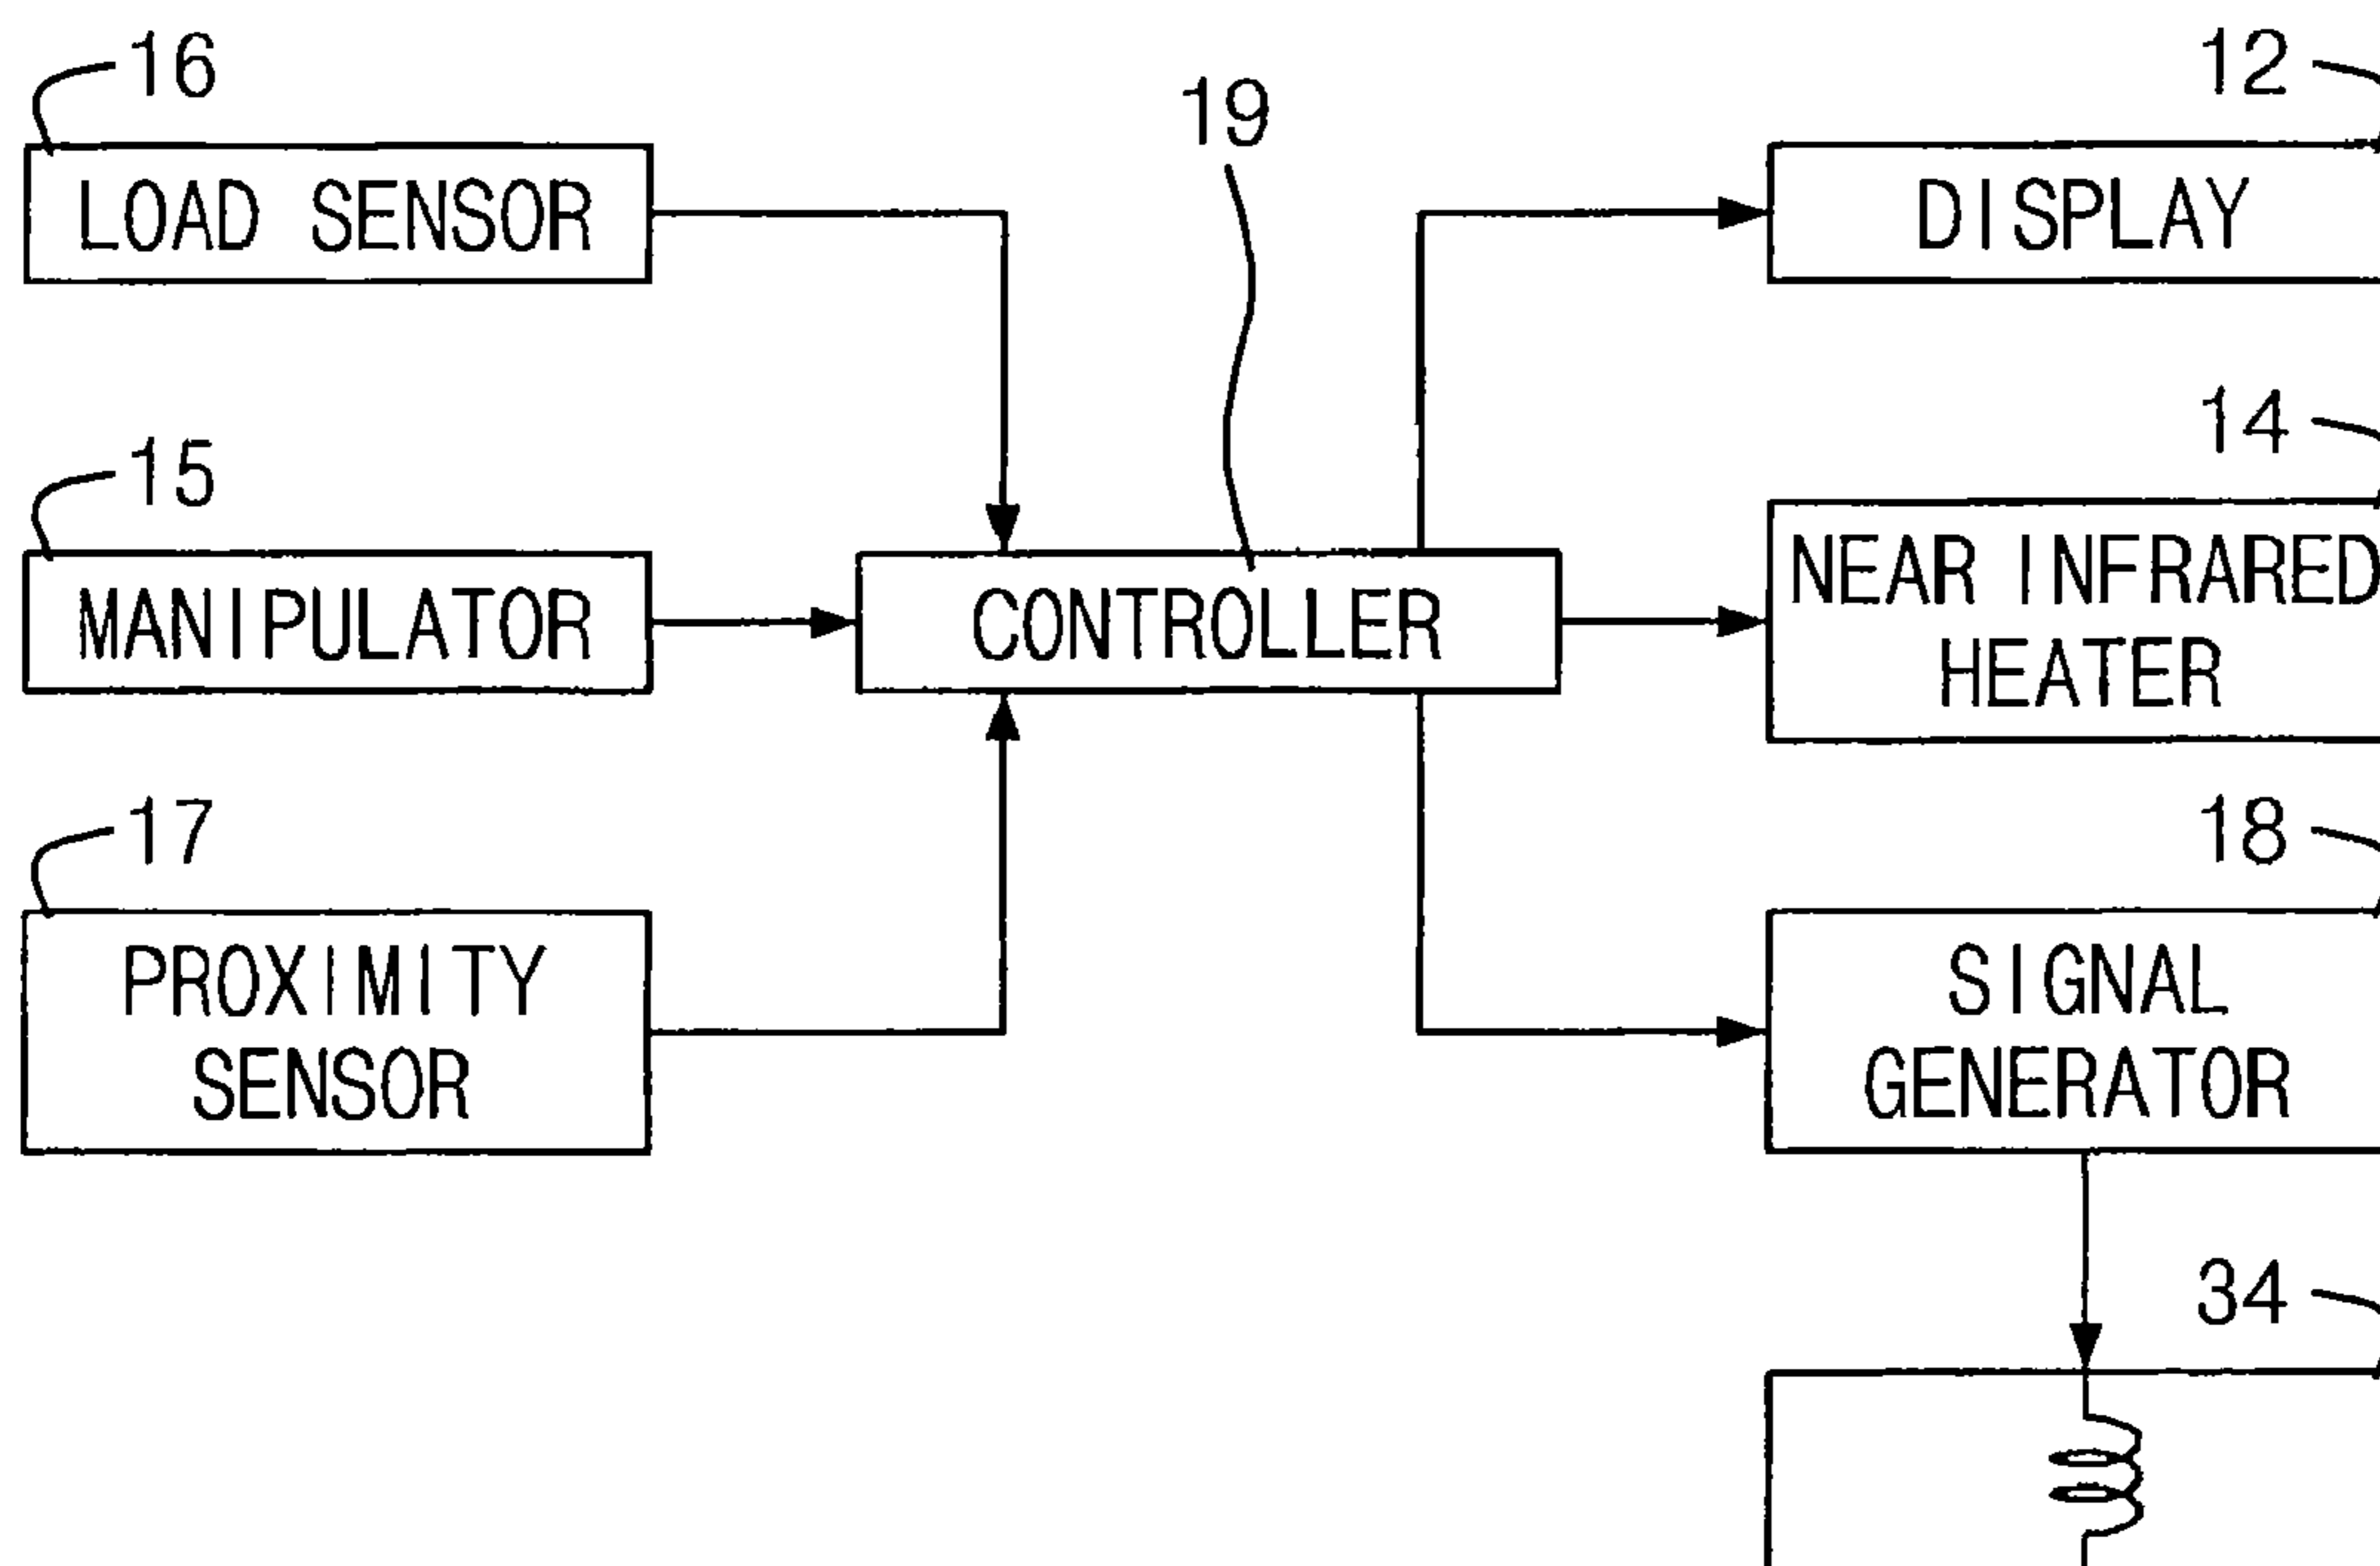 16
LOAD SENSOR
19
12
DISPLAY
15
MANIPULATOR
CONTROLLER
14
NEAR INFRARED
HEATER
17
PROXIMITY
SENSOR
18
SIGNAL
GENERATOR
34